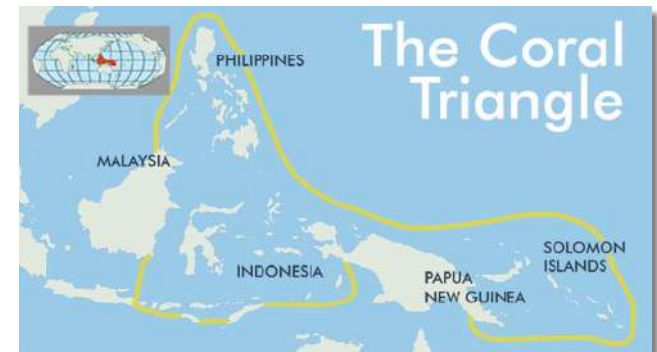 The Coral
Triangle
PHILIPPINES
MALAYSIA
INDONESIA
PAPUA
NEW GUINEA
SOLOMON
ISLANDS